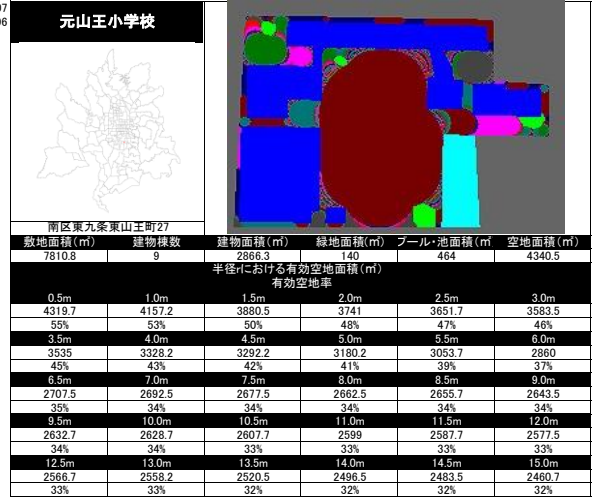 07
06
元山王小学校
南区東九条東山王町27
敷地面積(㎡) 建物棟数 建物面積(㎡) 緑地面積(㎡) プール・池面積(㎡ 空地面積(㎡)
7810.8 9 2866.3 140 464 4340.5
半径rにおける有効空地面積(㎡)
有効空地率
0.5m 1.0m 1.5m 2.0m 2.5m 3.0m
4319.7 4157.2 3880.5 3741 3651.7 3583.5
55% 53% 50% 48% 47% 46%
3.5m 4.0m 4.5m 5.0m 5.5m 6.0m
3535 3328.2 3292.2 3180.2 3053.7 2860
45% 43% 42% 41% 39% 37%
6.5m 7.0m 7.5m 8.0m 8.5m 9.0m
2707.5 2692.5 2677.5 2662.5 2655.7 2643.5
35% 34% 34% 34% 34% 34%
9.5m 10.0m 10.5m 11.0m 11.5m 12.0m
2632.7 2628.7 2607.7 2599 2587.7 2577.5
34% 34% 33% 33% 33% 33%
12.5m 13.0m 13.5m 14.0m 14.5m 15.0m
2566.7 2558.2 2520.5 2496.5 2483.5 2460.7
33% 33% 32% 32% 32% 32%